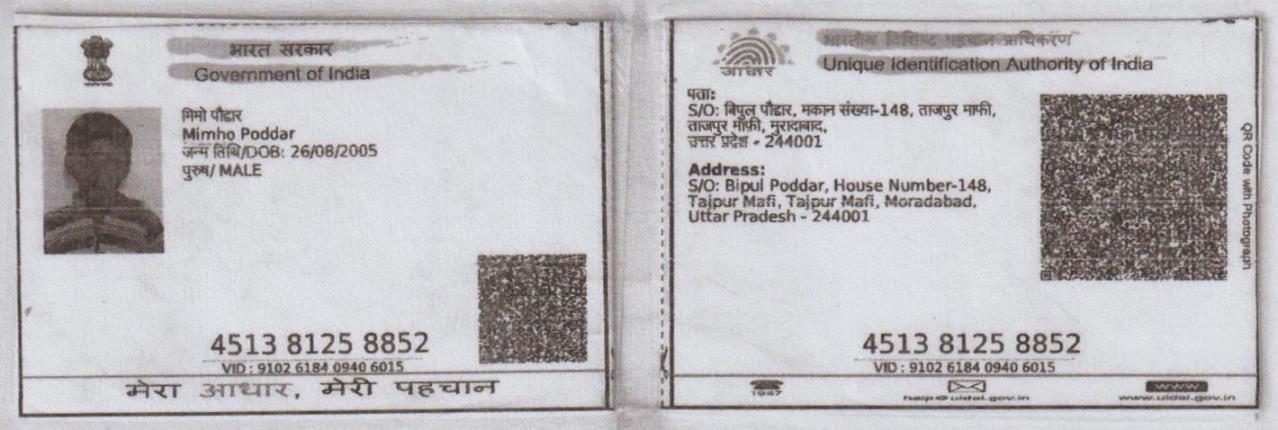 भारत सरकार
Government of India
मिमो पौद्दार
Mimho Poddar
जन्म तिथि/DOB: 26/08/2005
पुरुष/ MALE
4513 8125 8852
VID : 9102 6184 0940 6015
मेरा आधार, मेरी पहचान
आधार
भारतीय विशिष्ट पहचान प्राधिकरण
Unique Identification Authority of India
पता:
S/O: बिपुल पौद्दार, मकान संख्या-148, ताजपुर माफी,
ताजपुर माफ़ी, मुरादाबाद,
उत्तर प्रदेश - 244001
Address:
S/O: Bipul Poddar, House Number-148,
Tajpur Mafi, Tajpur Mafi, Moradabad,
Uttar Pradesh - 244001
QR Code with Photograph
4513 8125 8852
VID : 9102 6184 0940 6015
1947
help@uidai.gov.in
www
www.uidai.gov.in